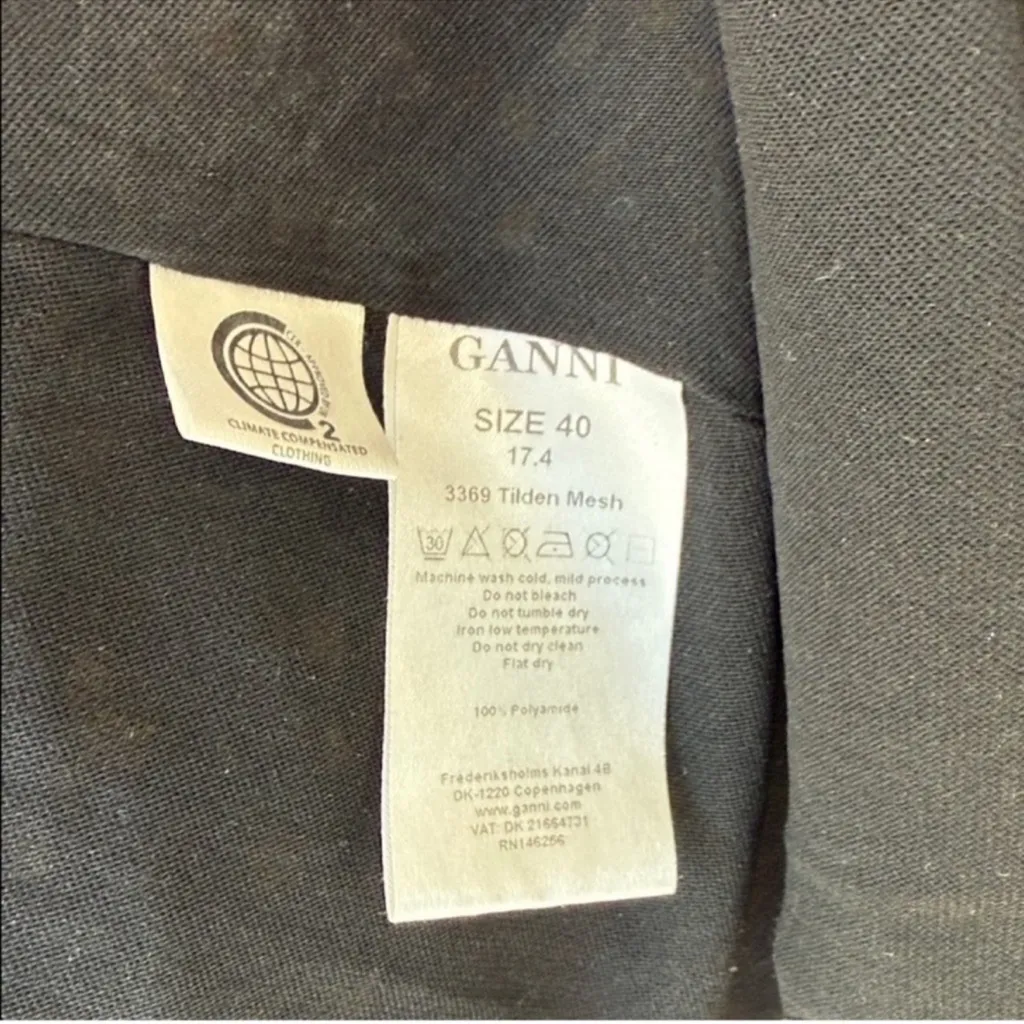 2
CLIMATE COMPENSATED
CLOTHING
GANNI
SIZE 40
17.4
3369 Tilden Mesh
30
Machine wash cold, mild process
Do not bleach
Do not tumble dry
Iron low temperature
Do not dry clean
Flat dry
100% Polyamide
Frederiksholms Kanal 4B
DK-1220 Copenhagen
www.ganni.com
VAT: DK 21664731
RN146256